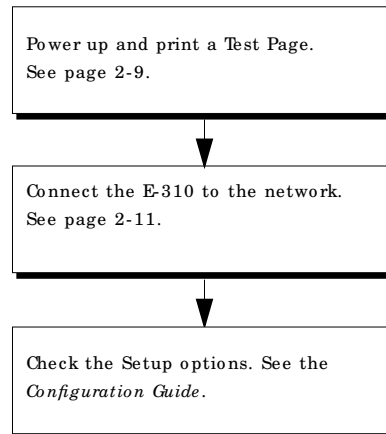 Power up and print a Test Page.
See page 2-9.
Connect the E-310 to the network.
See page 2-11.
Check the Setup options. See the
Configuration Guide.